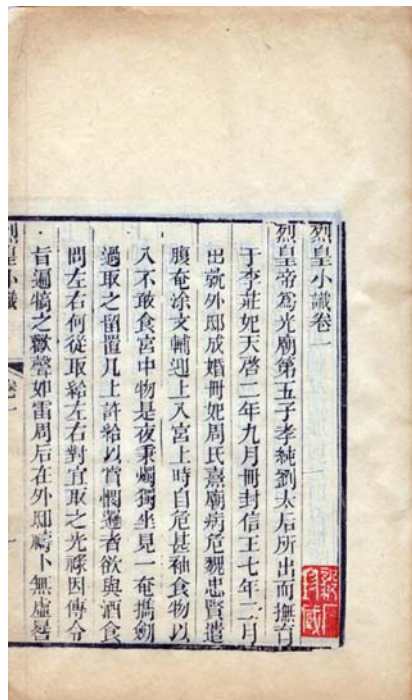 烈皇小識卷一
烈皇帝爲光廟第五子孝純劉太后所出而撫育
于李莊妃天啓二年九月冊封信王七年二月
出就外邸成婚冊妃周氏熹廟病危魏忠賢遣
腹奄涂文輔迎上入宮上時自危甚袖食物以
入不敢食宮中物是夜秉燭獨坐見一奄攜劍
過取之留置几上許給以賞憫邏者欲與酒食
問左右何從取給左右對宜取之光祿因傳令
旨遍犒之歡聲如雷周后在外邸禱卜無虛晷
烈皇小識
卷一
一